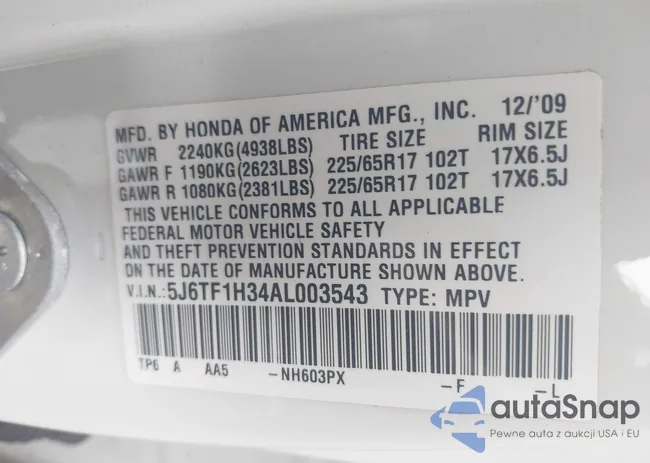 MFD. BY HONDA OF AMERICA MFG., INC. 12/'09
GVWR 2240KG(4938LBS) TIRE SIZE RIM SIZE
GAWR F 1190KG(2623LBS) 225/65R17 102T 17X6.5J
GAWR R 1080KG(2381LBS) 225/65R17 102T 17X6.5J
THIS VEHICLE CONFORMS TO ALL APPLICABLE
FEDERAL MOTOR VEHICLE SAFETY
AND THEFT PREVENTION STANDARDS IN EFFECT
ON THE DATE OF MANUFACTURE SHOWN ABOVE.
V.I.N.:5J6TF1H34AL003543 TYPE: MPV
TP6 A AA5 -NH603PX -F -L
autaSnap
Pewne auta z aukcji USA i EU